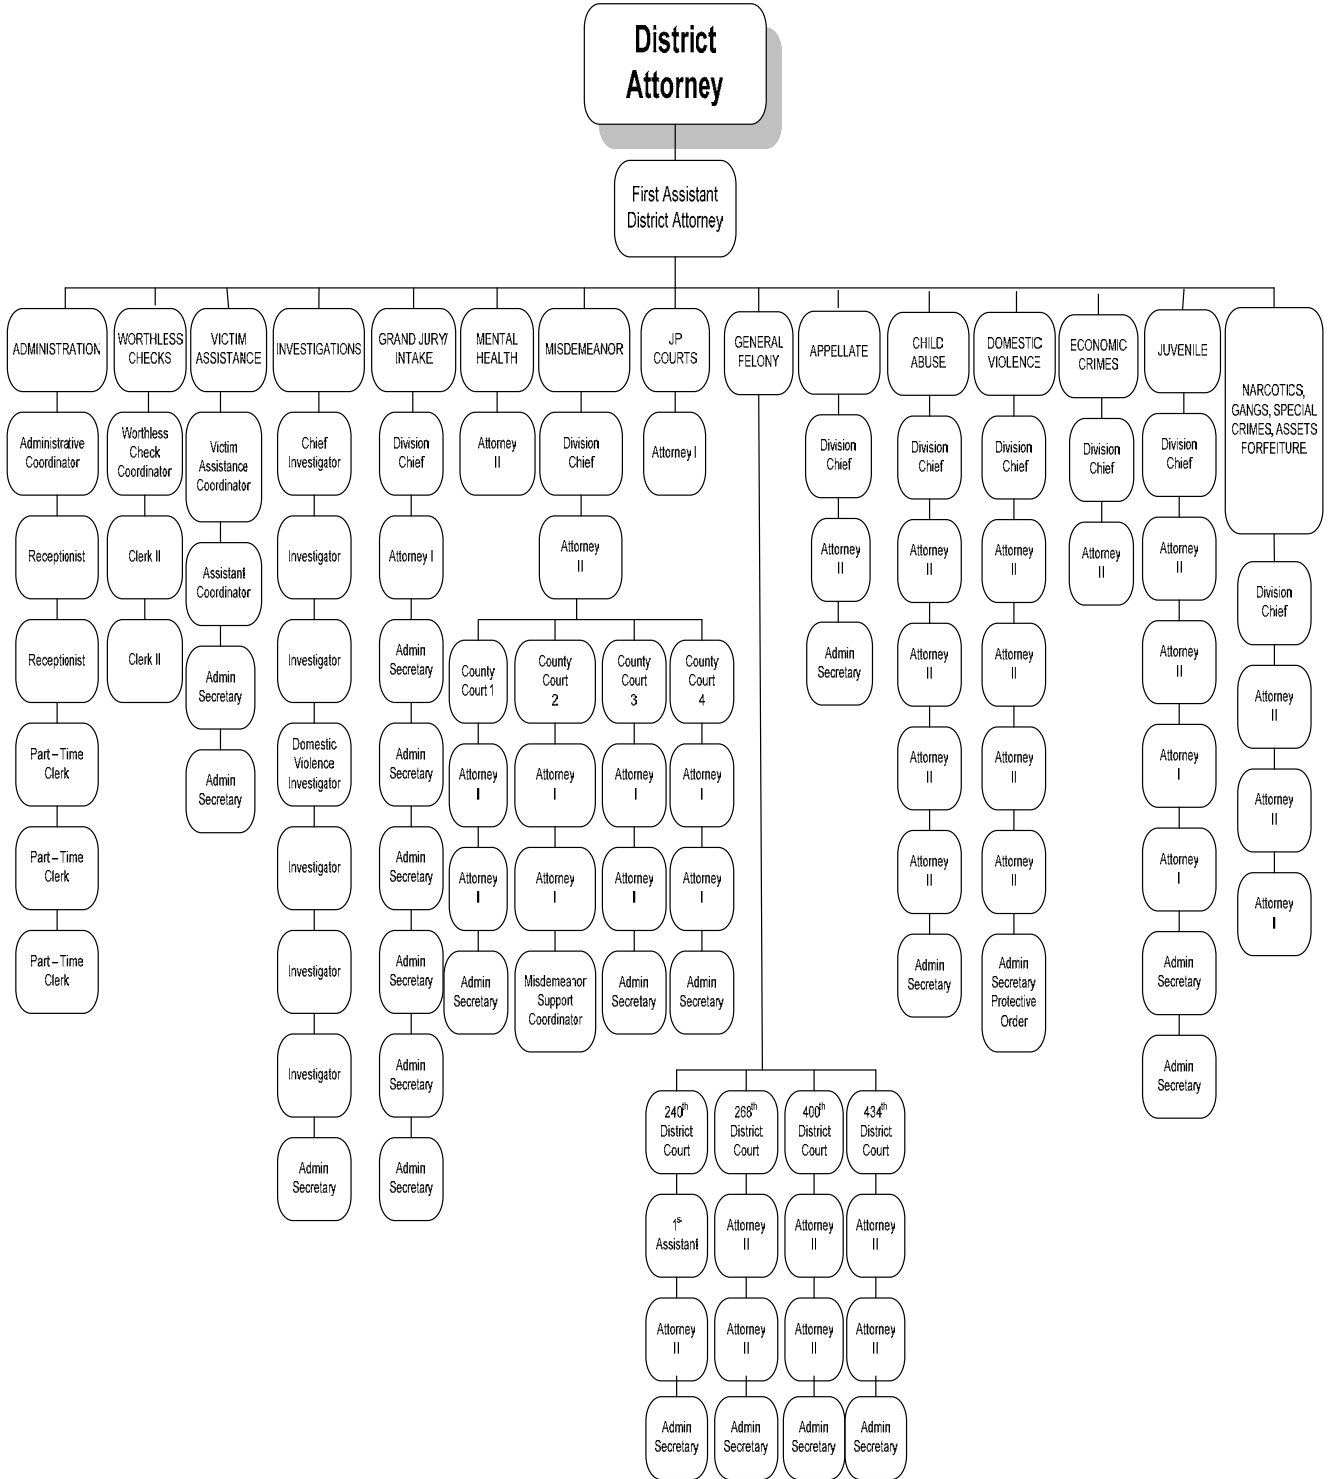 District
Attorney
First Assistant
District Attorney
ADMINISTRATION
Administrative
Coordinator
Receptionist
Receptionist
Part – Time
Clerk
Part – Time
Clerk
Part – Time
Clerk
WORTHLESS
CHECKS
Worthless
Check
Coordinator
Clerk II
Clerk II
VICTIM
ASSISTANCE
Victim
Assistance
Coordinator
Assistant
Coordinator
Admin
Secretary
Admin
Secretary
INVESTIGATIONS
Chief
Investigator
Investigator
Investigator
Domestic
Violence
Investigator
Investigator
Investigator
Investigator
Admin
Secretary
GRAND JURY/
INTAKE
Division
Chief
Attorney I
Admin
Secretary
Admin
Secretary
Admin
Secretary
Admin
Secretary
Admin
Secretary
Admin
Secretary
MENTAL
HEALTH
Attorney
II
MISDEMEANOR
Division
Chief
Attorney
II
County
Court 1
Attorney
I
Attorney
I
Admin
Secretary
County
Court
2
Attorney
I
Attorney
I
Misdemeanor
Support
Coordinator
County
Court
3
Attorney
I
Attorney
I
Admin
Secretary
County
Court
4
Attorney
I
Attorney
I
Admin
Secretary
JP
COURTS
Attorney I
GENERAL
FELONY
240th
District
Court
1s
Assistant
Attorney
II
Admin
Secretary
268th
District
Court
Attorney
II
Attorney
II
Admin
Secretary
400th
District
Court
Attorney
II
Attorney
II
Admin
Secretary
434th
District
Court
Attorney
II
Attorney
II
Admin
Secretary
APPELLATE
Division
Chief
Attorney
II
Admin
Secretary
CHILD
ABUSE
Division
Chief
Attorney
II
Attorney
II
Attorney
II
Attorney
II
Admin
Secretary
DOMESTIC
VIOLENCE
Division
Chief
Attorney
II
Attorney
II
Attorney
II
Attorney
II
Admin
Secretary
Protective
Order
ECONOMIC
CRIMES
Division
Chief
Attorney
II
JUVENILE
Division
Chief
Attorney
II
Attorney
II
Attorney
I
Attorney
I
Admin
Secretary
Admin
Secretary
NARCOTICS,
GANGS, SPECIAL
CRIMES, ASSETS
FORFEITURE
Division
Chief
Attorney
II
Attorney
II
Attorney
I